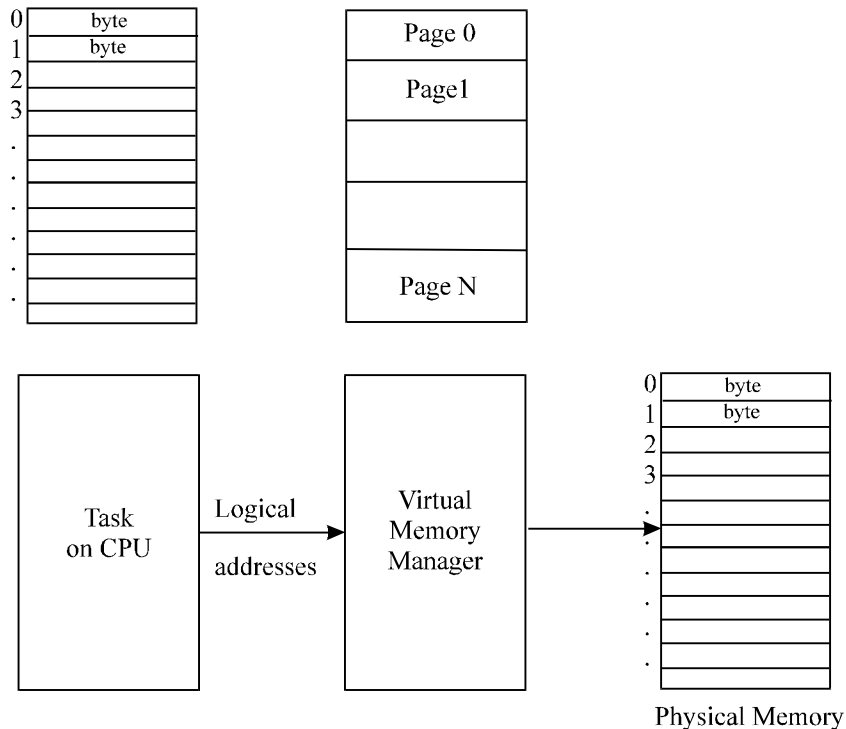 0
byte
1
byte
2
3
.
.
.
.
.
.
Page 0
Page1
Page N
Task
on CPU
Logical
addresses
Virtual
Memory
Manager
0
byte
1
byte
2
3
.
.
.
.
.
.
Physical Memory